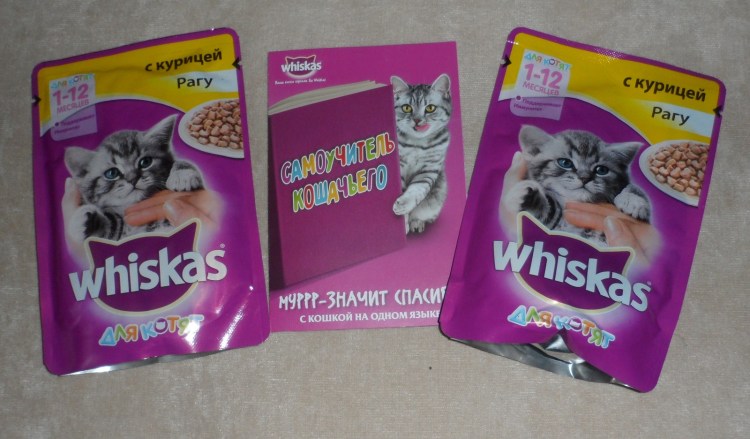 с курицей
Рагу
для котят
1-12
месяцев
whiskas®
для котят
whiskas
Самоучитель
кошачьего
Муррр-значит спасиб
с кошкой на одном языке
с курицей
Рагу
для котят
1-12
месяцев
whiskas®
для котят